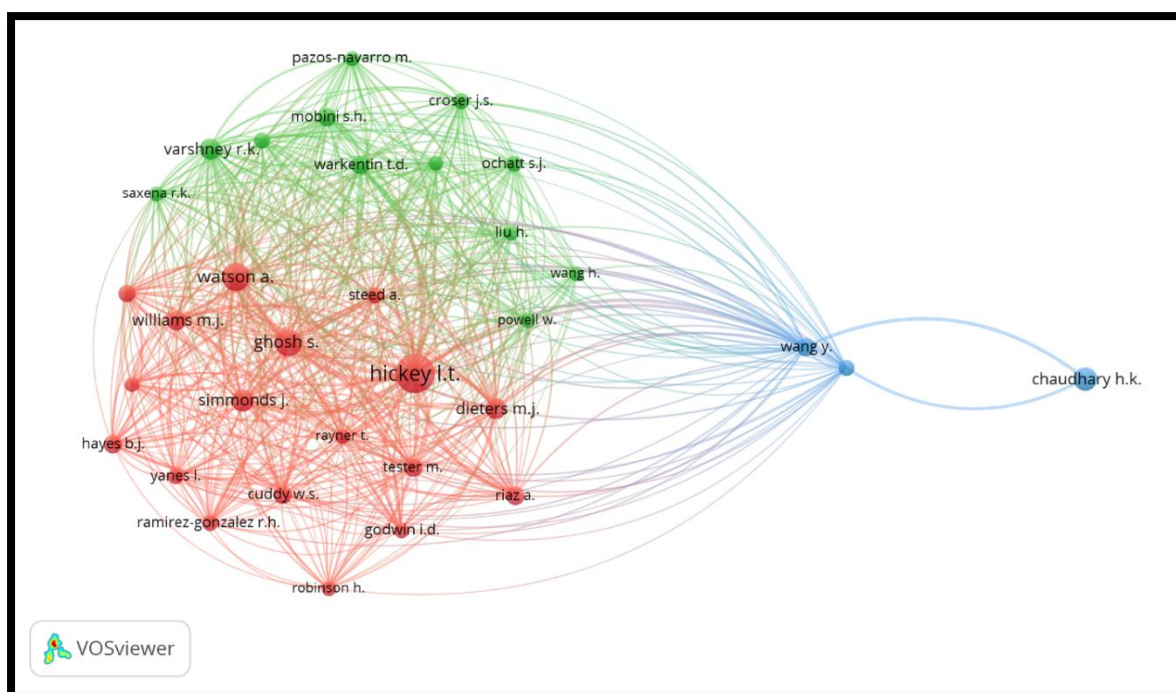 pazos-navarro m.
croser j.s.
mobini s.h.
varshney r.k.
warkentin t.d.
ochatt s.j.
saxena r.k.
liu h.
wang h.
watson a.
steed a.
williams m.j.
powell w.
ghosh s.
wang y.
hickey l.t.
chaudhary h.k.
simmonds j.
dieters m.j.
rayner t.
hayes b.j.
tester m.
yanes l.
cuddy w.s.
riaz a.
ramirez-gonzalez r.h.
godwin i.d.
robinson h.
VOSviewer